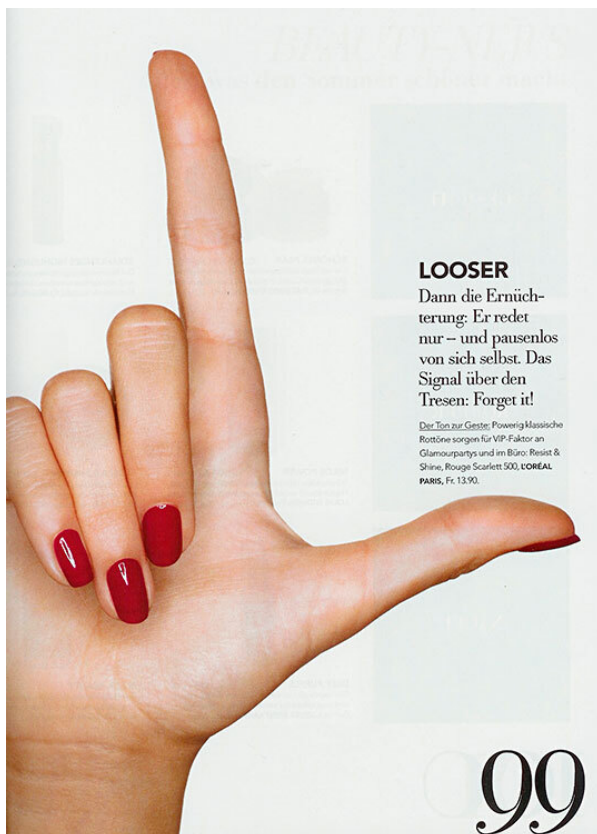 LOOSER
Dann die Ernüch-
terung: Er redet
nur – und pausenlos
von sich selbst. Das
Signal über den
Tresen: Forget it!
Der Ton zur Geste: Powerig klassische
Rottöne sorgen für VIP-Faktor an
Glamourpartys und im Büro: Resist &
Shine, Rouge Scarlett 500, L'ORÉAL
PARIS, Fr. 13.90.
99